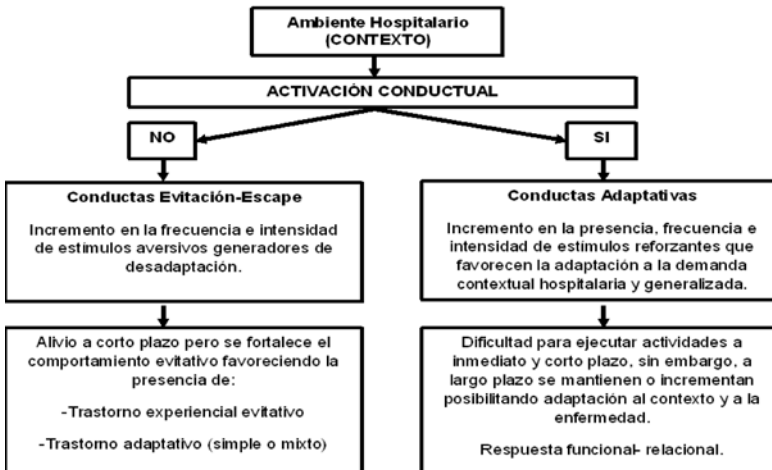 Ambiente Hospitalario
(CONTEXTO)
ACTIVACIÓN CONDUCTUAL
NO
SI
Conductas Evitación-Escape
Incremento en la frecuencia e intensidad
de estímulos aversivos generadores de
desadaptación.
Conductas Adaptativas
Incremento en la presencia, frecuencia e
intensidad de estímulos reforzantes que
favorecen la adaptación a la demanda
contextual hospitalaria y generalizada.
Alivio a corto plazo pero se fortalece el
comportamiento evitativo favoreciendo la
presencia de:
-Trastorno experiencial evitativo
-Trastorno adaptativo (simple o mixto)
Dificultad para ejecutar actividades a
inmediato y corto plazo, sin embargo, a
largo plazo se mantienen o incrementan
posibilitando adaptación al contexto y a la
enfermedad.
Respuesta funcional- relacional.